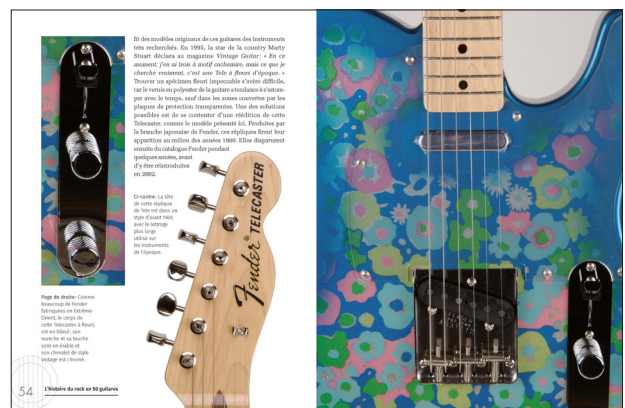 fit des modèles originaux de ces guitares des instruments
très recherchés. En 1995, la star de la country Marty
Stuart déclara au magazine Vintage Guitar : « En ce
moment, j'en ai trois à motif cachemire, mais ce que je
cherche vraiment, c'est une Tele à fleurs d'époque. »
Trouver un spécimen fleuri impeccable s'avère difficile,
car le vernis en polyester de la guitare a tendance à s'estom-
per avec le temps, sauf dans les zones couvertes par les
plaques de protection transparentes. Une des solutions
possibles est de se contenter d'une réédition de cette
Telecaster, comme le modèle présenté ici. Produites par
la branche japonaise de Fender, ces répliques firent leur
apparition au milieu des années 1980. Elles disparurent
ensuite du catalogue Fender pendant
quelques années, avant
d'y être réintroduites
en 2002.
Ci-contre : La tête
de cette réplique
de Tele est dans un
style d'avant 1969,
avec le lettrage
plus large
utilisé sur
les instruments
de l'époque.
Fender® TELECASTER
Page de droite : Comme
beaucoup de Fender
fabriquées en Extrême-
Orient, le corps de
cette Telecaster à fleurs
est en tilleul; son
manche et sa touche
sont en érable et
son chevalet de style
vintage est chromé.
54 L'histoire du rock en 50 guitares